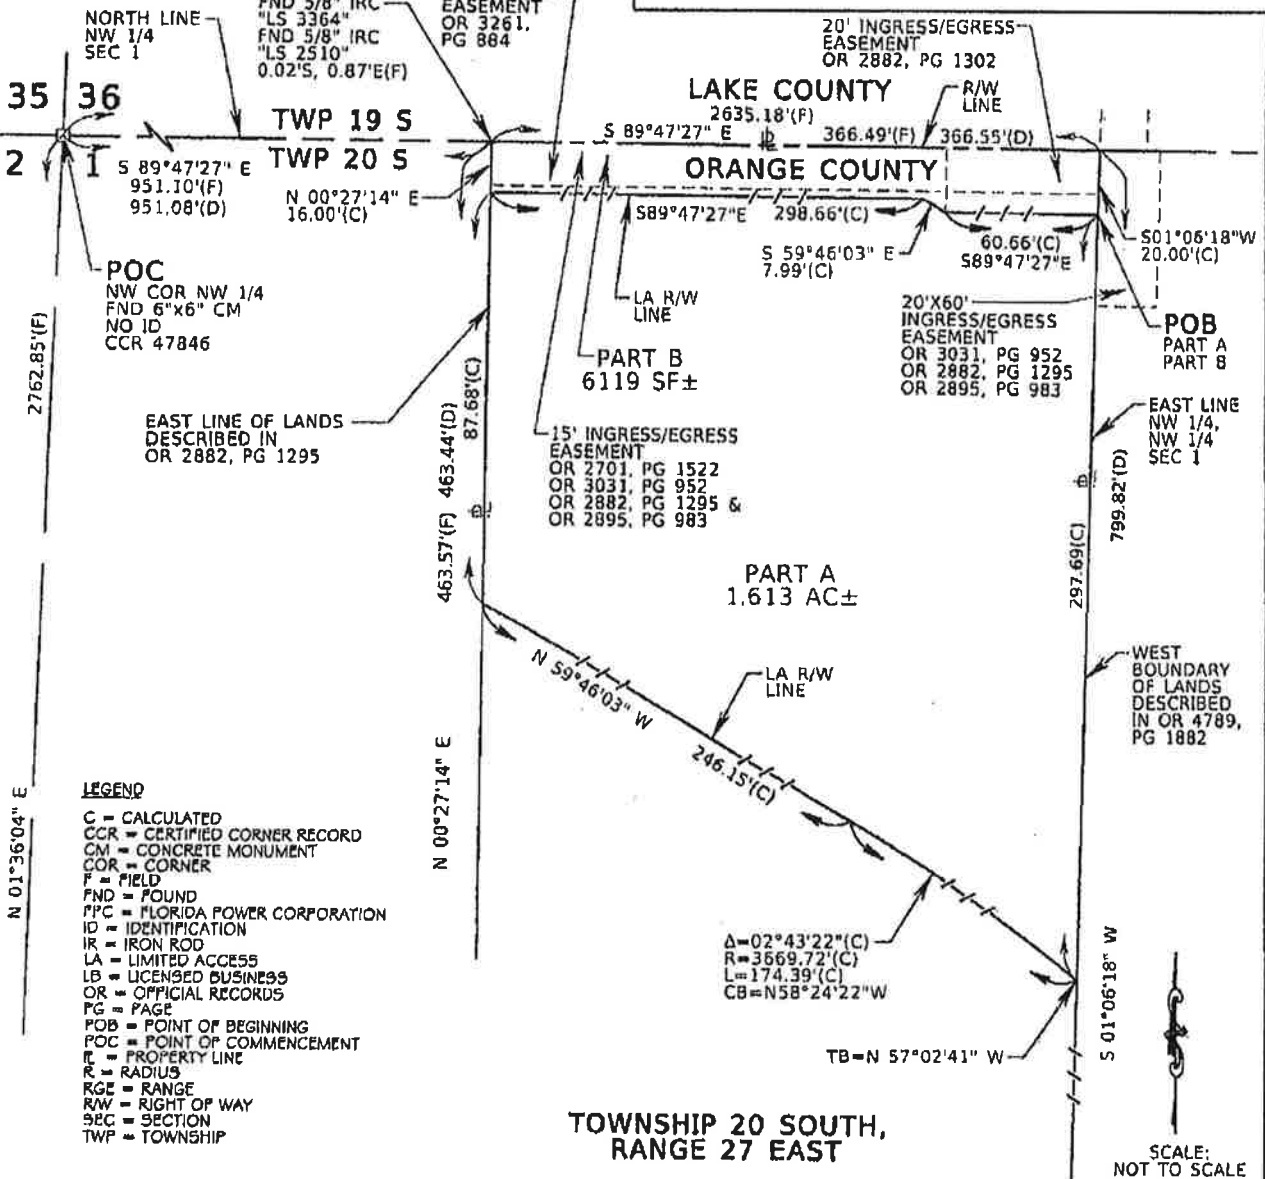 NORTH LINE
NW 1/4
SEC 1
FND 5/8" IRC
"LS 3364"
FND 5/8" IRC
"LS 2510"
0.02'S, 0.87'E(F)
EASEMENT
OR 3261,
PG 884
20' INGRESS/EGRESS
EASEMENT
OR 2882, PG 1302
35 36
2 1
TWP 19 S
TWP 20 S
LAKE COUNTY
2635.18'(F)
S 89°47'27" E
366.49'(F) 366.55'(D)
R/W
LINE
ORANGE COUNTY
S 89°47'27" E
951.10'(F)
951.08'(D)
N 00°27'14" E
16.00'(C)
S89°47'27"E 298.66'(C)
S 59°46'03" E
7.99'(C)
60.66'(C)
S89°47'27"E
S01°06'18"W
20.00'(C)
POC
NW COR NW 1/4
FND 6"x6" CM
NO ID
CCR 47846
LA R/W
LINE
20'X60'
INGRESS/EGRESS
EASEMENT
OR 3031, PG 952
OR 2882, PG 1295
OR 2895, PG 983
POB
PART A
PART B
PART B
6119 SF±
2762.85'(F)
EAST LINE OF LANDS
DESCRIBED IN
OR 2882, PG 1295
87.68'(C)
463.57'(F) 463.44'(D)
15' INGRESS/EGRESS
EASEMENT
OR 2701, PG 1522
OR 3031, PG 952
OR 2882, PG 1295 &
OR 2895, PG 983
EAST LINE
NW 1/4,
NW 1/4
SEC 1
799.82'(D)
297.69(C)
PART A
1.613 AC±
N 59°46'03" W
246.15'(C)
LA R/W
LINE
WEST
BOUNDARY
OF LANDS
DESCRIBED
IN OR 4789,
PG 1882
N 00°27'14" E
N 01°36'04" E
LEGEND
C = CALCULATED
CCR = CERTIFIED CORNER RECORD
CM = CONCRETE MONUMENT
COR = CORNER
F = FIELD
FND = FOUND
FPC = FLORIDA POWER CORPORATION
ID = IDENTIFICATION
IR = IRON ROD
LA = LIMITED ACCESS
LB = LICENSED BUSINESS
OR = OFFICIAL RECORDS
PG = PAGE
POB = POINT OF BEGINNING
POC = POINT OF COMMENCEMENT
PL = PROPERTY LINE
R = RADIUS
RGE = RANGE
R/W = RIGHT OF WAY
SEC = SECTION
TWP = TOWNSHIP
Δ=02°43'22"(C)
R=3669.72'(C)
L=174.39'(C)
CB=N58°24'22"W
TB=N 57°02'41" W
S 01°06'18" W
TOWNSHIP 20 SOUTH,
RANGE 27 EAST
SCALE:
NOT TO SCALE